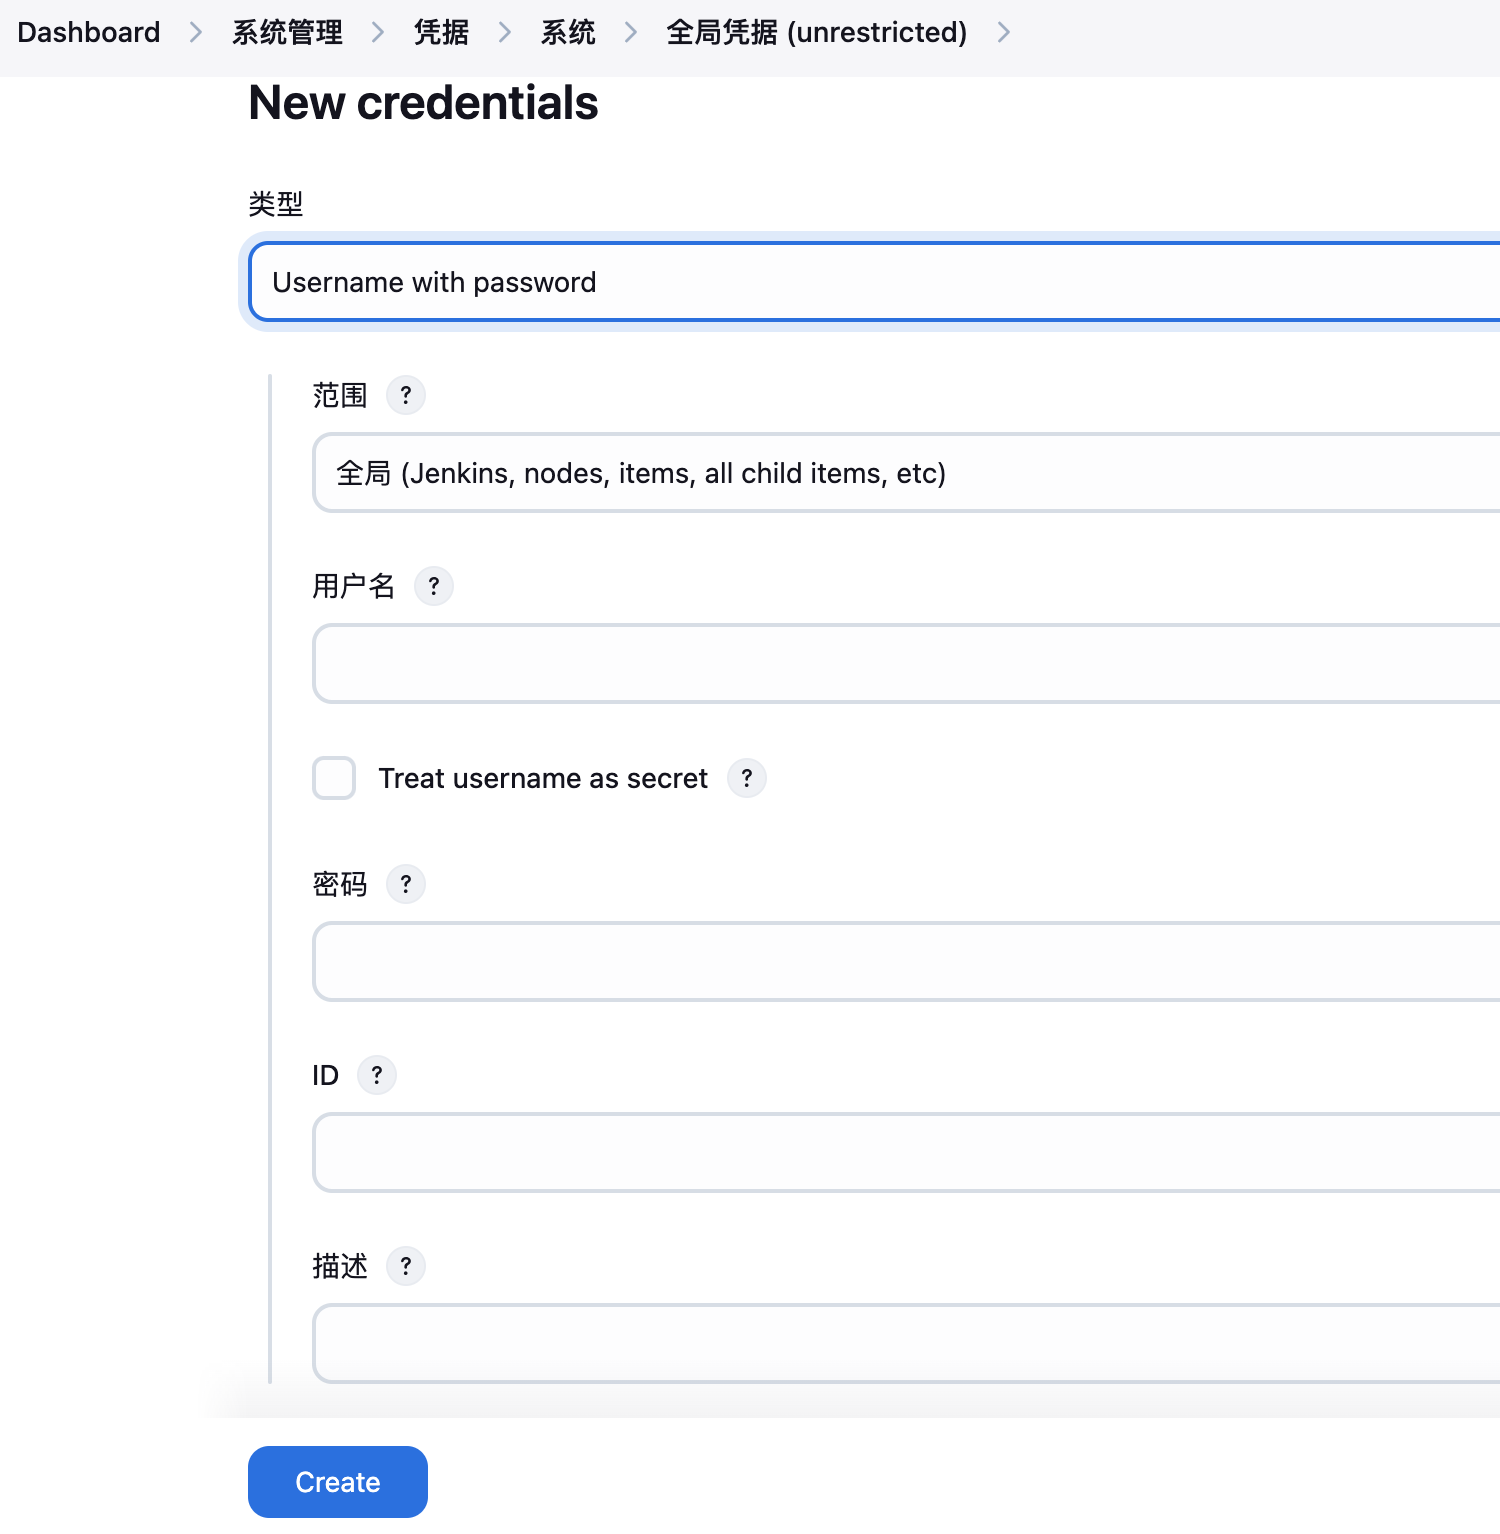 Dashboard > 系统管理 > 凭据 > 系统 > 全局凭据 (unrestricted) >
New credentials
类型
Username with password
范围 ?
全局 (Jenkins, nodes, items, all child items, etc)
用户名 ?
Treat username as secret ?
密码 ?
ID ?
描述 ?
Create